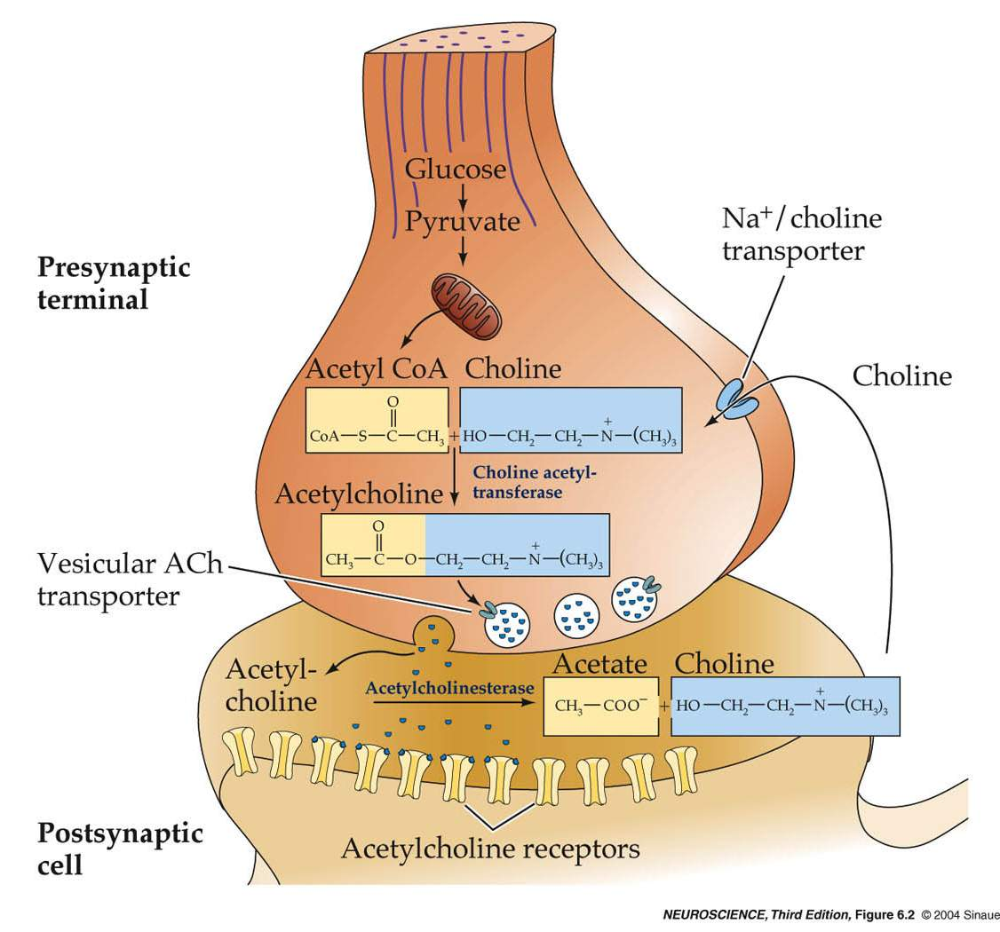 Glucose
Pyruvate
Na+/choline
transporter
Presynaptic
terminal
Acetyl CoA
Choline
Choline
O
CoA—S—C—CH₃ + HO—CH₂—CH₂—N—(CH₃)₃
+
Choline acetyl-
transferase
Acetylcholine
O
CH₃—C—O—CH₂—CH₂—N—(CH₃)₃
+
Vesicular ACh
transporter
Acetyl-
choline
Acetylcholinesterase
Acetate
Choline
CH₃—COO⁻ + HO—CH₂—CH₂—N—(CH₃)₃
+
Postsynaptic
cell
Acetylcholine receptors
NEUROSCIENCE, Third Edition, Figure 6.2 © 2004 Sinaue